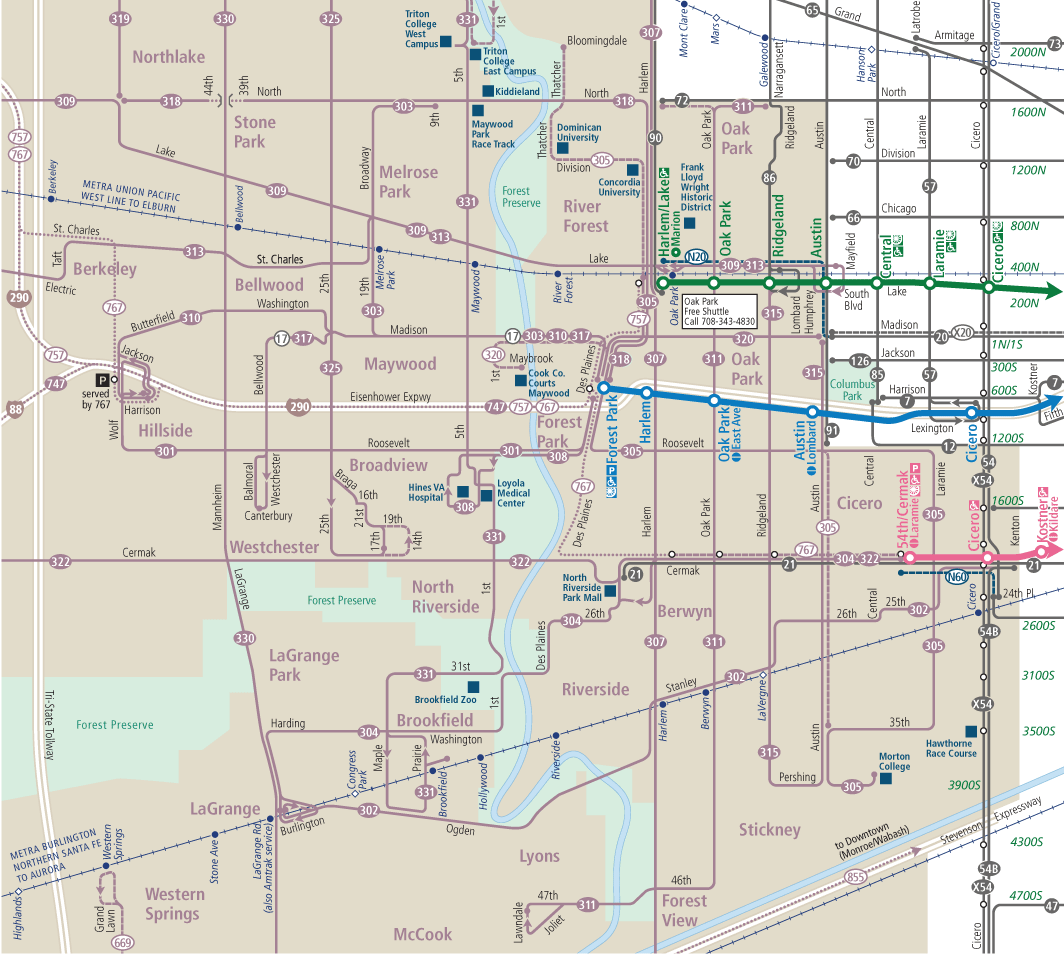 319
330
325
331
1st
Triton
College
West
Campus
Triton
College
East Campus
Northlake
Bloomingdale
307
Mont Clare
Mars
Galewood
65
Grand
Latrobe
Armitage
Cicero/Grand
2000N
73
Hanson
Park
Narragansett
44th
39th
5th
Thatcher
Harlem
Kiddieland
309
318
North
303
9th
North
318
72
311
North
1600N
757
767
Stone
Park
Maywood
Park
Race Track
Dominican
University
Thatcher
90
Oak Park
Oak
Park
Ridgeland
Austin
Central
Laramie
Cicero
Lake
Broadway
Division
305
Concordia
University
Frank
Lloyd
Wright
Historic
District
70
Division
1200N
Berkeley
METRA UNION PACIFIC
WEST LINE TO ELBURN
309
Melrose
Park
331
Forest
Preserve
River
Forest
86
57
Bellwood
Harlem/Lake
Marion
Oak Park
Ridgeland
Austin
66
Chicago
800N
Central
Laramie
Cicero
St. Charles
309
313
N20
Mayfield
Taft
313
St. Charles
Melrose
Park
Lake
309
313
400N
Berkeley
Electric
Bellwood
25th
19th
Maywood
River
Forest
305
757
Oak Park
Oak Park
Free Shuttle
Call 708-343-4830
315
Lombard
Humphrey
South
Blvd
Lake
200N
290
767
Butterfield
310
Washington
303
Madison
17
317
17
303
310
317
320
Madison
20
X20
1N/1S
757
Jackson
Maywood
320
Maybrook
1st
Cook Co.
Courts
Maywood
Des Plaines
318
307
311
Oak
Park
315
126
Jackson
300S
747
P
served
by 767
Bellwood
325
Columbus
Park
85
57
600S
Kostner
7
88
Harrison
290
Eisenhower Expwy
747
757
767
Forest Park
Harlem
Oak Park
East Ave
Austin
Lombard
Harrison
7
Lexington
Cicero
Fifth
7
Wolf
Hillside
5th
Forest
Park
91
12
1200S
301
Roosevelt
301
308
305
Roosevelt
Balmoral
Westchester
Canterbury
Mannheim
Broadview
Braga
16th
21st
19th
25th
17th
14th
Hines VA
Hospital
308
Loyola
Medical
Center
767
Des Plaines
Harlem
Oak Park
Ridgeland
Austin
305
Cicero
Central
Laramie
305
54th/Cermak
Laramie
Cicero
54
X54
1600S
Kenton
Kostner
Kildare
Westchester
331
767
304
322
322
Cermak
322
21
Cermak
21
21
N60
LaGrange
Forest Preserve
North
Riverside
1st
North
Riverside
Park Mall
Cicero
24th Pl.
304
26th
Berwyn
26th
Central
25th
302
2600S
54B
330
LaGrange
Park
Des Plaines
307
311
305
331
31st
Brookfield Zoo
1st
Riverside
Stanley
302
LaVergne
3100S
X54
Tri-State Tollway
Forest Preserve
Harding
304
Brookfield
Washington
Harlem
Berwyn
Austin
35th
3500S
Hawthorne
Race Course
Congress
Park
Maple
Prairie
331
Brookfield
Hollywood
Riverside
315
Pershing
305
Morton
College
3900S
LaGrange
302
Burlington
Ogden
METRA BURLINGTON
NORTHERN SANTA FE
TO AURORA
Western
Springs
Stone Ave
LaGrange Rd
(also Amtrak service)
Stickney
to Downtown
(Monroe/Wabash)
Stevenson Expressway
4300S
Lyons
855
54B
X54
Highlands
Grand
Lawn
669
Western
Springs
46th
47th
311
Lawndale
Joliet
Forest
View
4700S
47
Cicero
McCook